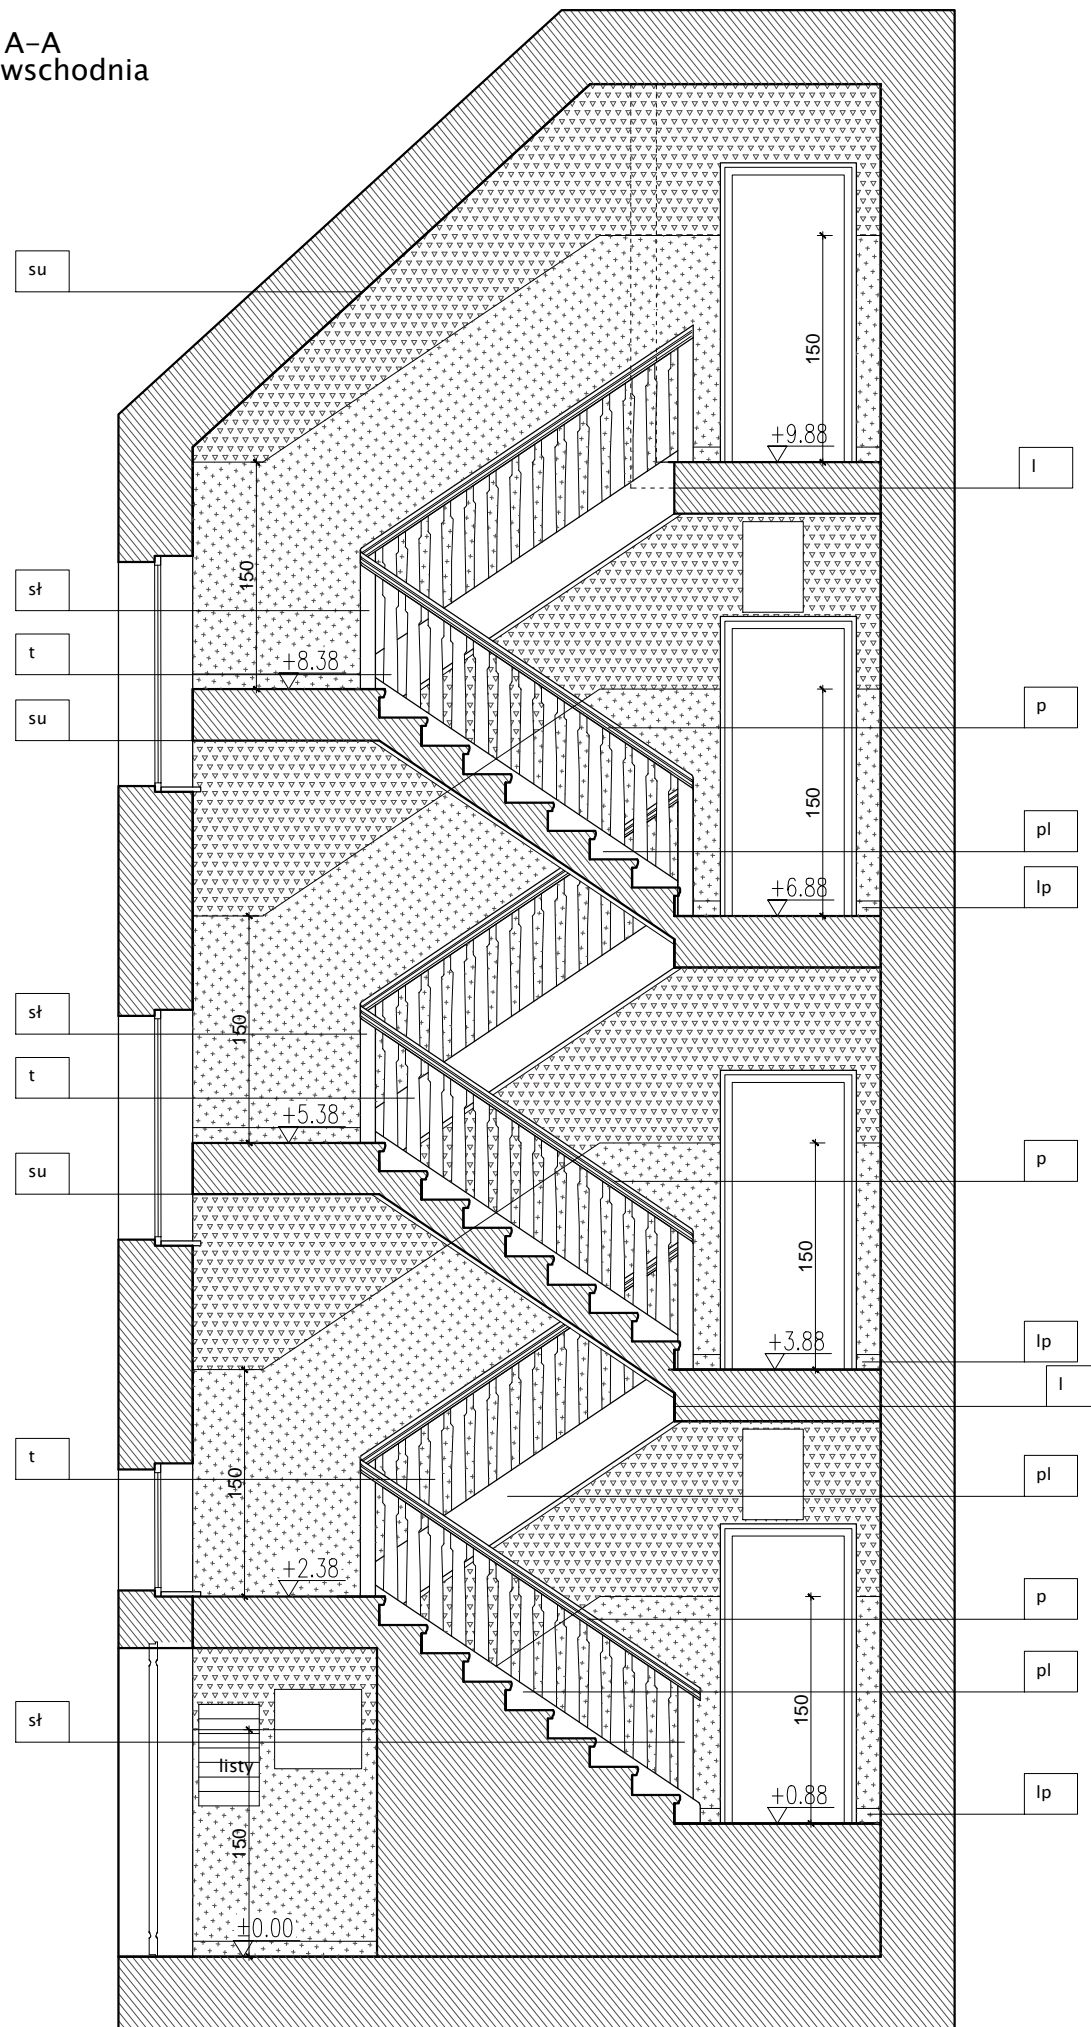 A-A
wschodnia
su
150
+9.88
l
150
sł
t
+8.38
su
p
150
pl
+6.88
lp
150
sł
t
+5.38
su
p
150
+3.88
lp
l
t
150
pl
+2.38
p
pl
150
sł
listy
+0.88
lp
150
±0.00